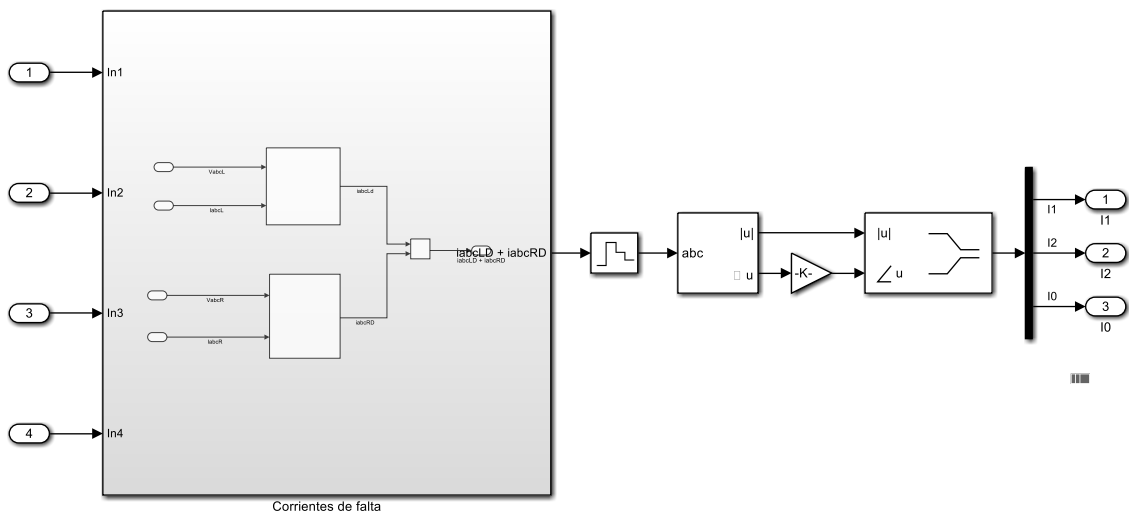 1
In1
2
In2
3
In3
4
In4
VabcL
IabcL
iabcLd
VabcR
IabcR
iabcRD
iabcLD + iabcRD
iabcLD + iabcRD
Corrientes de falta
abc
|u|
u
-K-
|u|
∠ u
I1
1
I1
I2
2
I2
I0
3
I0